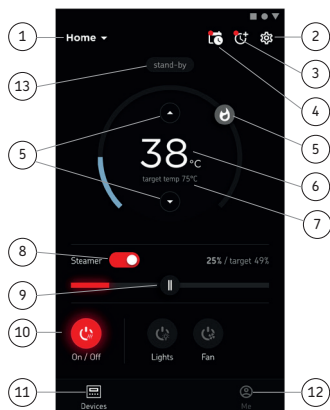 1
Home
2
3
4
13
stand-by
5
5
38°C
6
target temp 75°C
7
8
Steamer
25% / target 49%
9
10
On / Off
Lights
Fan
11
12
Devices
Me